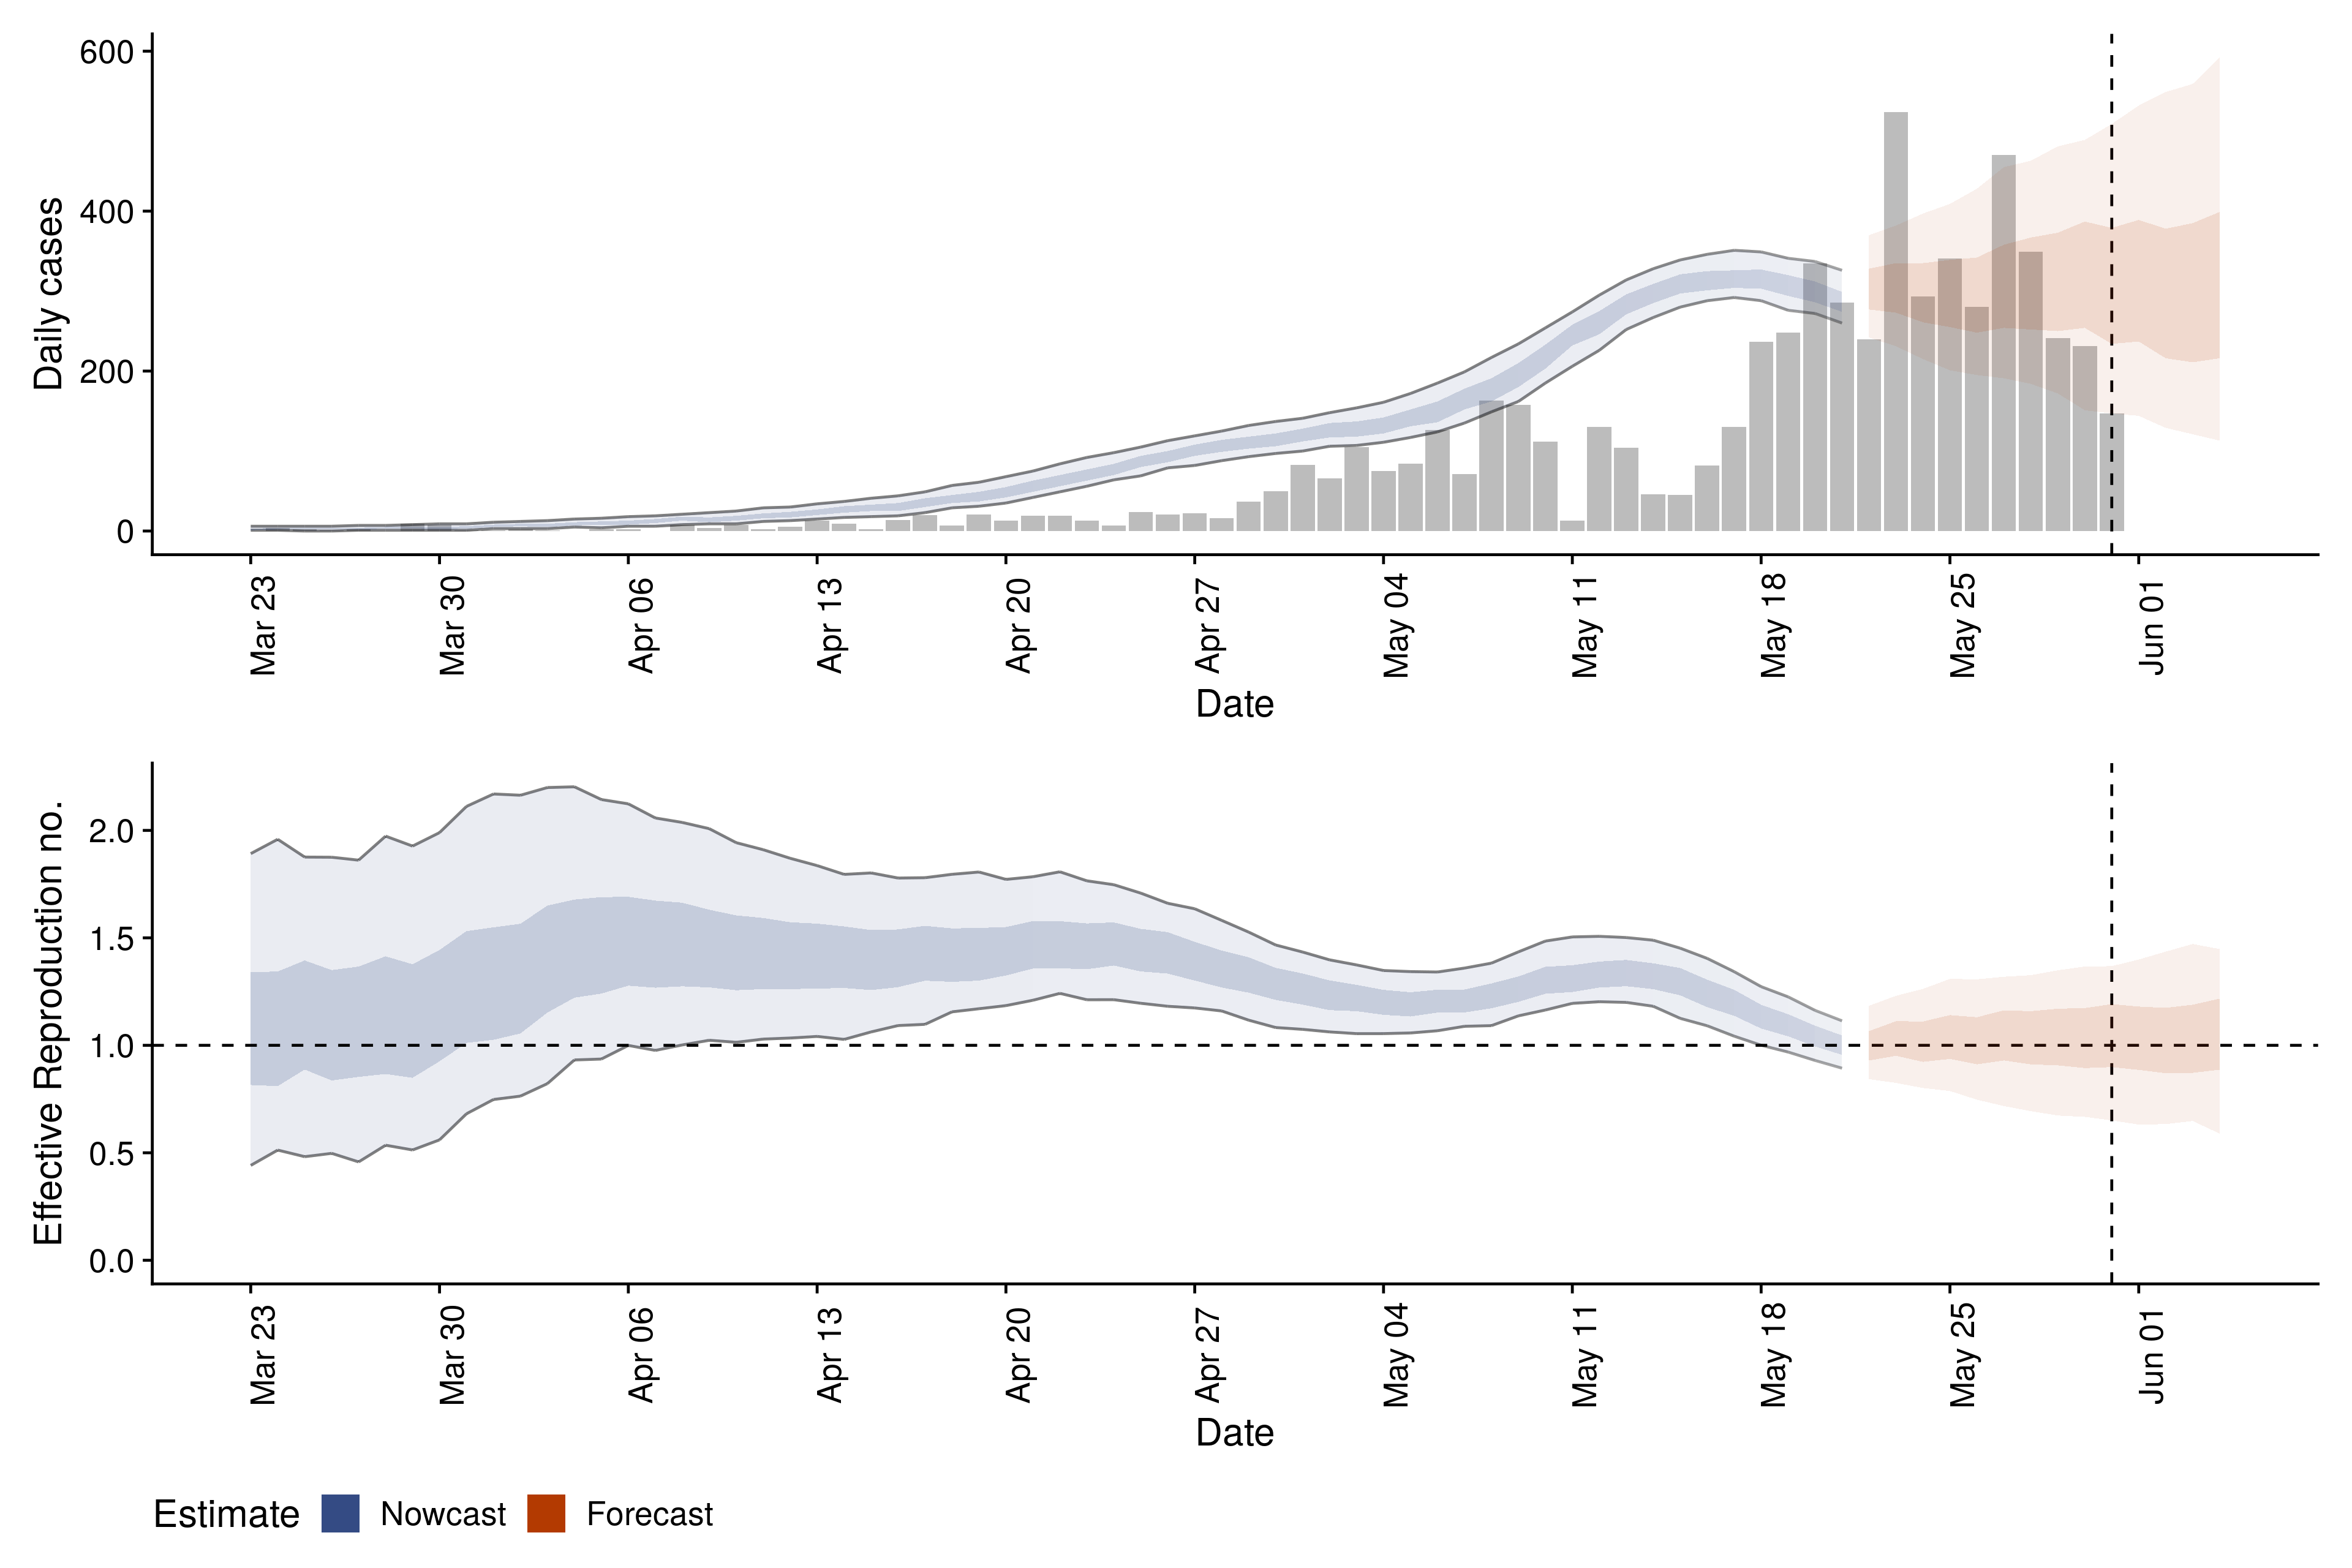 Daily cases
600
400
200
0
Mar 23
Mar 30
Apr 06
Apr 13
Apr 20
Apr 27
May 04
May 11
May 18
May 25
Jun 01
Date
Effective Reproduction no.
2.0
1.5
1.0
0.5
0.0
Mar 23
Mar 30
Apr 06
Apr 13
Apr 20
Apr 27
May 04
May 11
May 18
May 25
Jun 01
Date
Estimate Nowcast Forecast